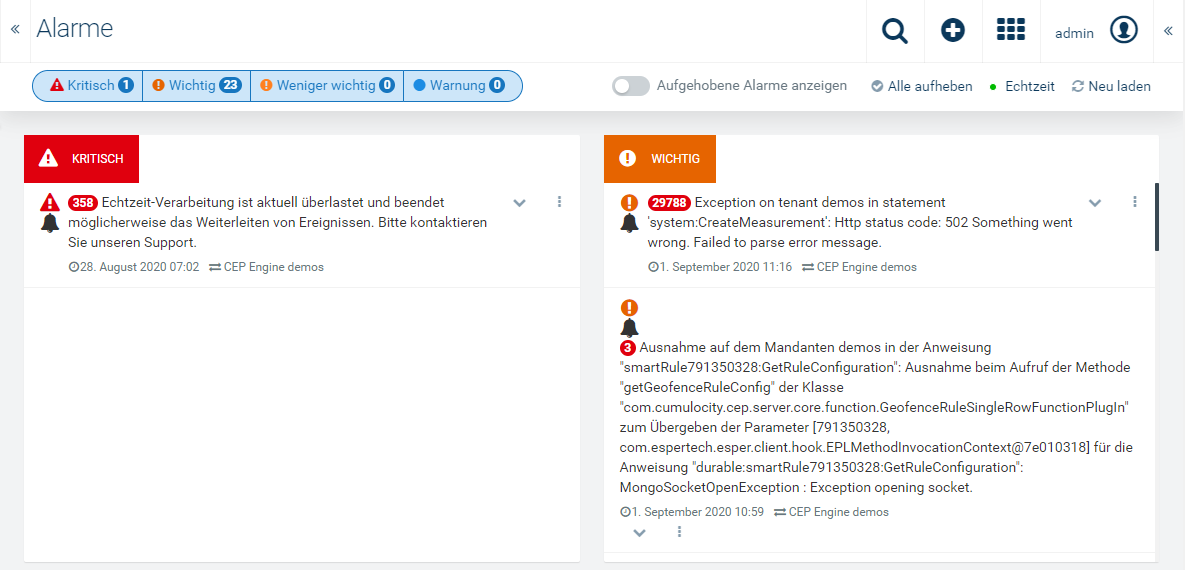 Alarme
admin
Kritisch 1 Wichtig 23 Weniger wichtig 0 Warnung 0
Aufgehobene Alarme anzeigen Alle aufheben Echtzeit Neu laden
KRITISCH
358 Echtzeit-Verarbeitung ist aktuell überlastet und beendet
möglicherweise das Weiterleiten von Ereignissen. Bitte kontaktieren
Sie unseren Support.
28. August 2020 07:02 CEP Engine demos
WICHTIG
29788 Exception on tenant demos in statement
'system:CreateMeasurement': Http status code: 502 Something went
wrong. Failed to parse error message.
1. September 2020 11:16 CEP Engine demos
3 Ausnahme auf dem Mandanten demos in der Anweisung
"smartRule791350328:GetRuleConfiguration": Ausnahme beim Aufruf der Methode
"getGeofenceRuleConfig" der Klasse
"com.cumulocity.cep.server.core.function.GeofenceRuleSingleRowFunctionPlugIn"
zum Übergeben der Parameter [791350328,
com.espertech.esper.client.hook.EPLMethodInvocationContext@7e010318] für die
Anweisung "durable:smartRule791350328:GetRuleConfiguration":
MongoSocketOpenException : Exception opening socket.
1. September 2020 10:59 CEP Engine demos